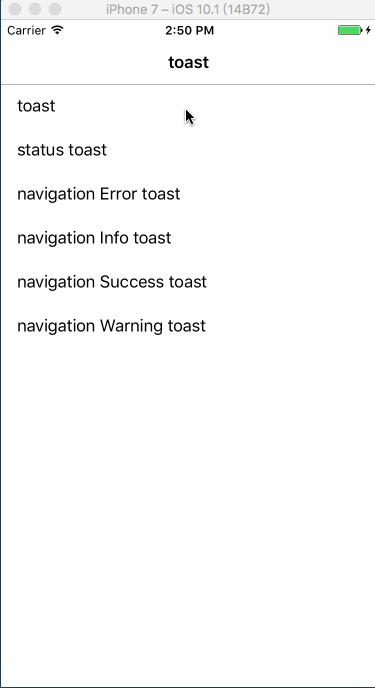 iPhone 7 – iOS 10.1 (14B72)
Carrier 2:50 PM
toast
toast
status toast
navigation Error toast
navigation Info toast
navigation Success toast
navigation Warning toast